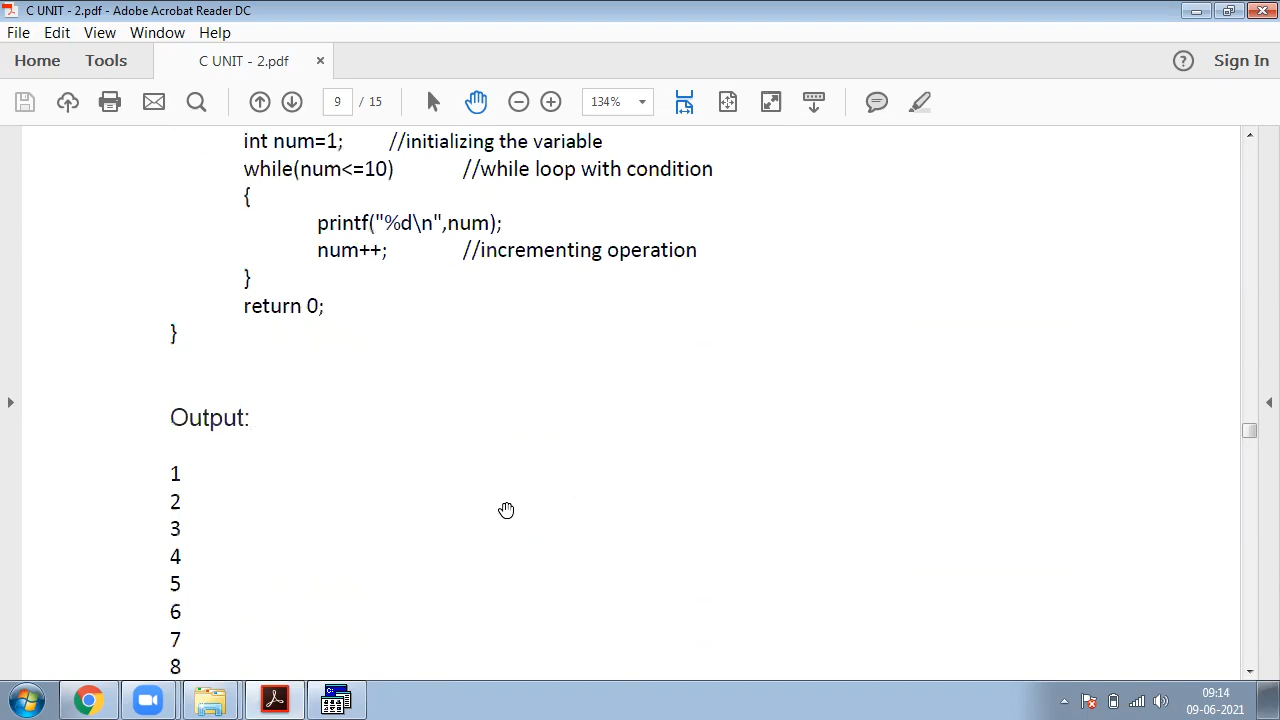 C UNIT - 2.pdf - Adobe Acrobat Reader DC
File Edit View Window Help
Home Tools C UNIT - 2.pdf × ? Sign In
9 / 15 134%
int num=1; //initializing the variable
while(num<=10) //while loop with condition
{
printf("%d\n",num);
num++; //incrementing operation
}
return 0;
}
Output:
1
2
3
4
5
6
7
8
09:14
09-06-2021